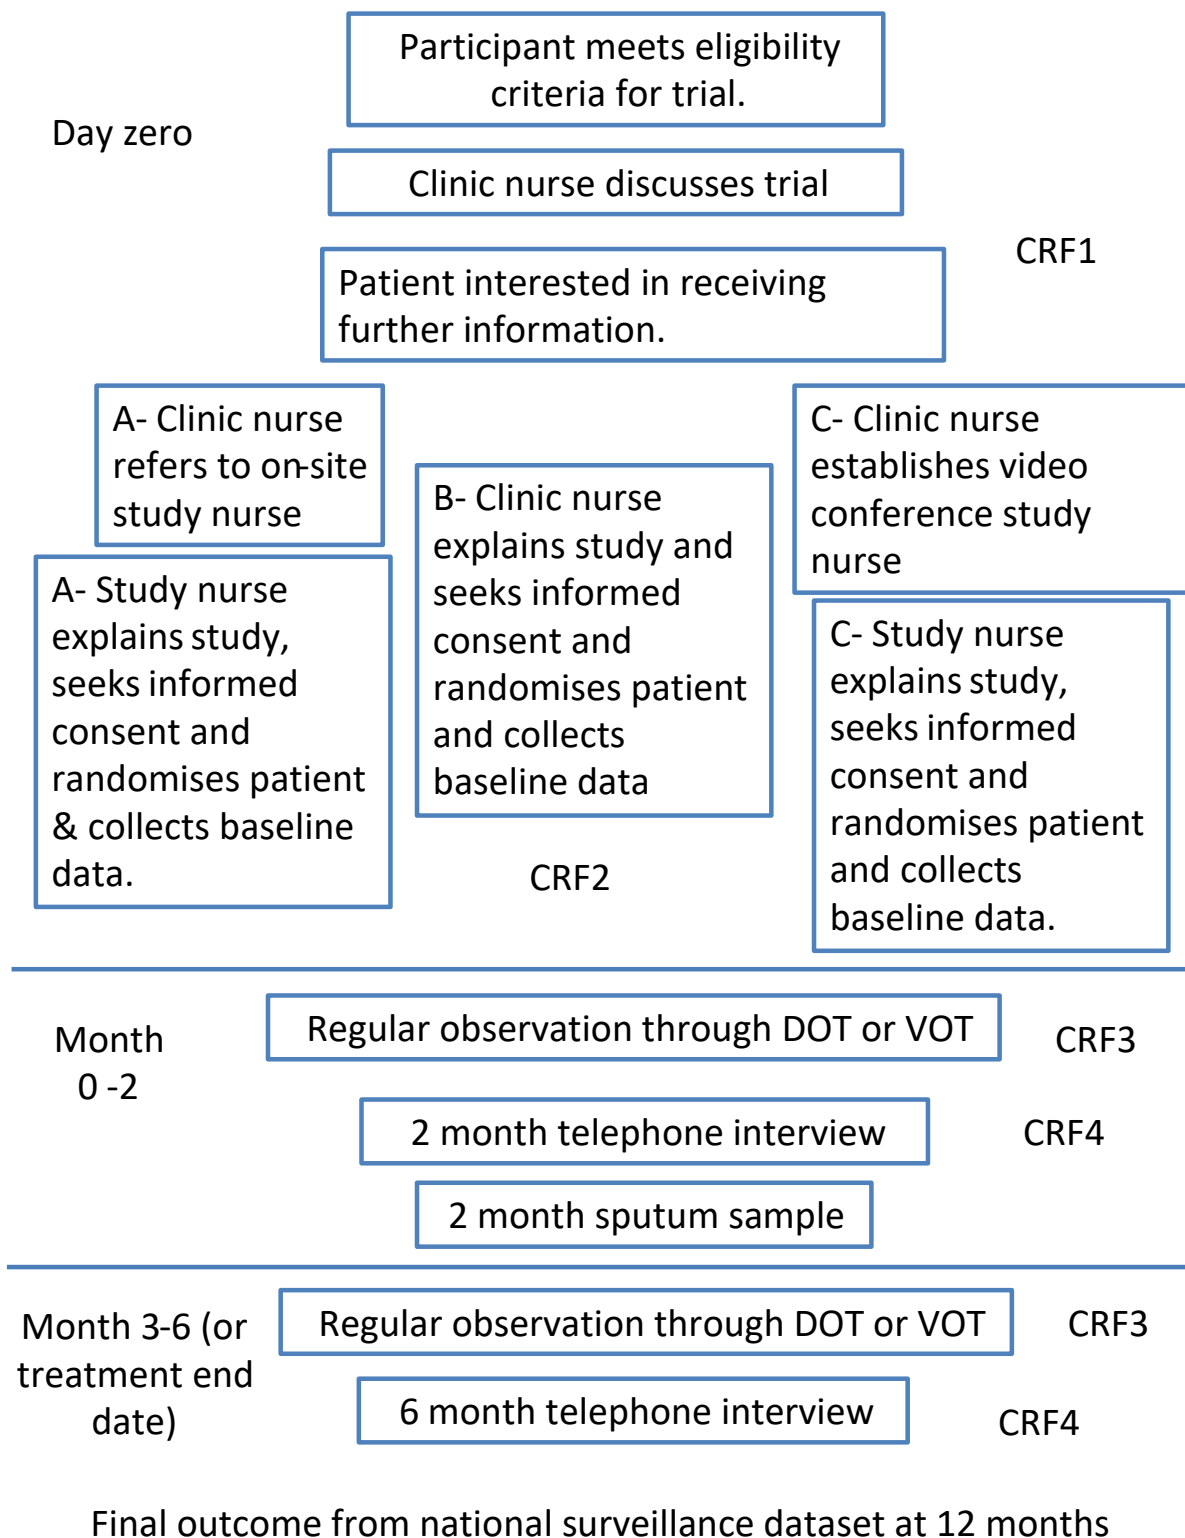 Participant meets eligibility
criteria for trial.
Day zero
Clinic nurse discusses trial
CRF1
Patient interested in receiving
further information.
A- Clinic nurse
refers to on-site
study nurse
A- Study nurse
explains study,
seeks informed
consent and
randomises patient
& collects baseline
data.
B- Clinic nurse
explains study and
seeks informed
consent and
randomises patient
and collects
baseline data
C- Clinic nurse
establishes video
conference study
nurse
C- Study nurse
explains study,
seeks informed
consent and
randomises patient
and collects
baseline data.
CRF2
Month
0 -2
Regular observation through DOT or VOT
CRF3
2 month telephone interview
CRF4
2 month sputum sample
Month 3-6 (or
treatment end
date)
Regular observation through DOT or VOT
CRF3
6 month telephone interview
CRF4
Final outcome from national surveillance dataset at 12 months